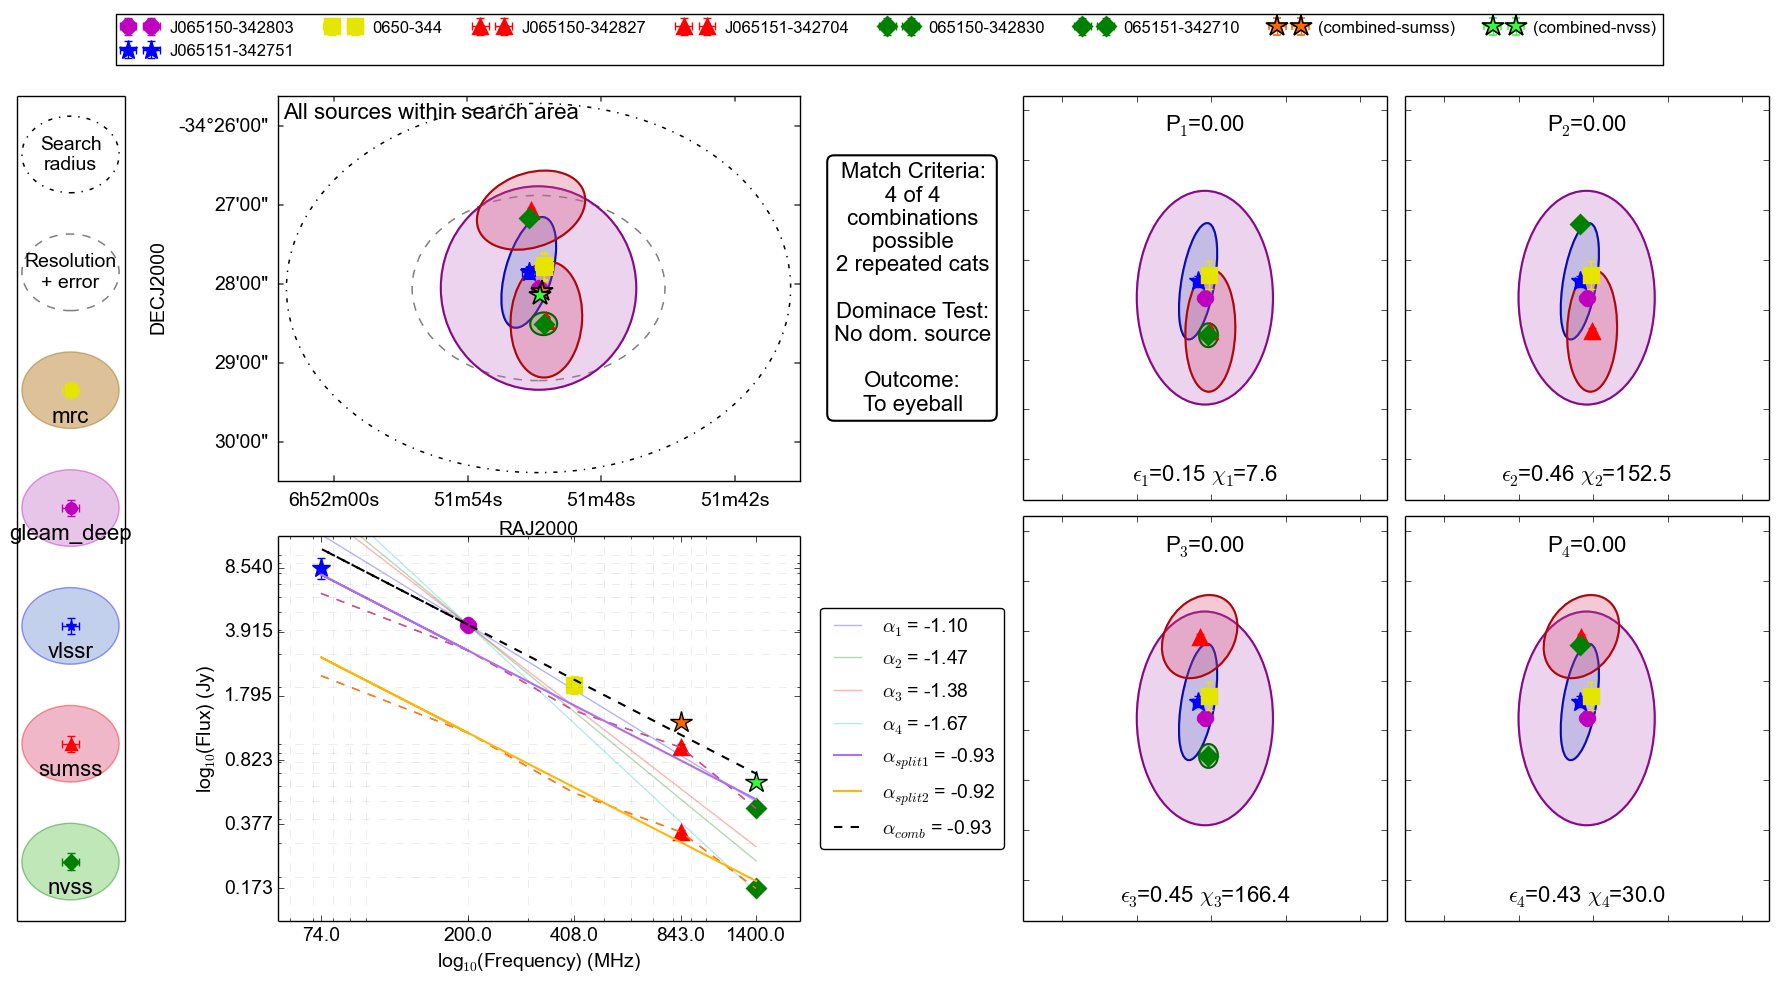 J065150-342803 0650-344 J065150-342827 J065151-342704 065150-342830 065151-342710 (combined-sumss) (combined-nvss)
J065151-342751
Search
radius
Resolution
+ error
mrc
gleam_deep
vlssr
sumss
nvss
All sources within search area
DECJ2000
-34°26'00"
27'00"
28'00"
29'00"
30'00"
6h52m00s 51m54s 51m48s 51m42s
RAJ2000
Match Criteria:
4 of 4
combinations
possible
2 repeated cats
Dominace Test:
No dom. source
Outcome:
To eyeball
P1=0.00
ϵ1=0.15 χ1=7.6
P2=0.00
ϵ2=0.46 χ2=152.5
P3=0.00
ϵ3=0.45 χ3=166.4
P4=0.00
ϵ4=0.43 χ4=30.0
log10(Flux) (Jy)
8.540
3.915
1.795
0.823
0.377
0.173
74.0 200.0 408.0 843.0 1400.0
log10(Frequency) (MHz)
α1 = -1.10
α2 = -1.47
α3 = -1.38
α4 = -1.67
αsplit1 = -0.93
αsplit2 = -0.92
αcomb = -0.93